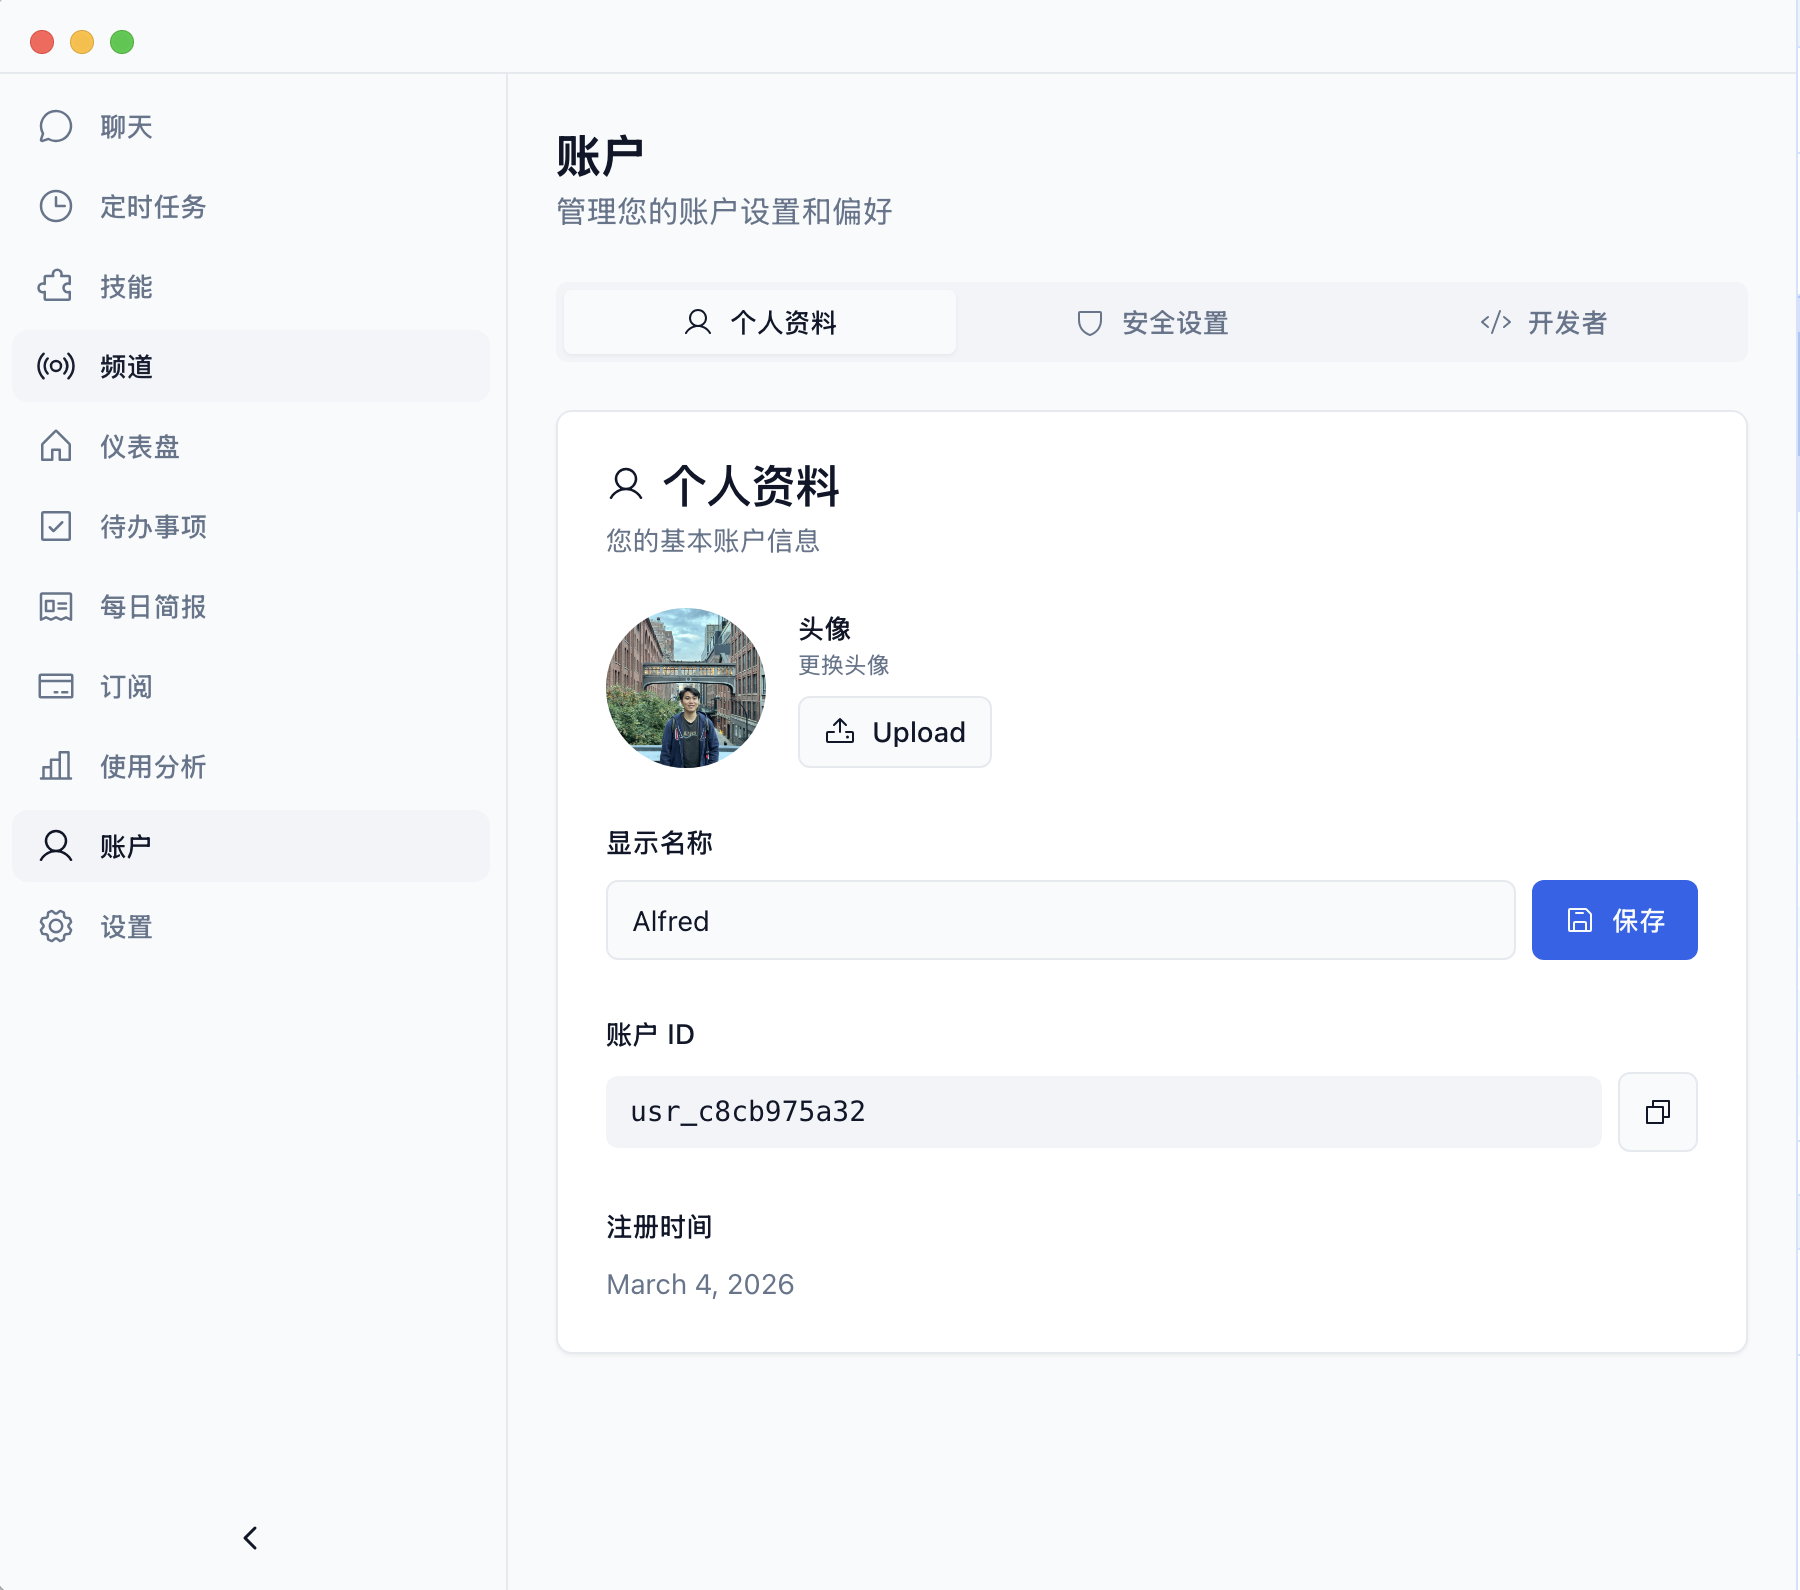 聊天
定时任务
技能
频道
仪表盘
待办事项
每日简报
订阅
使用分析
账户
设置
账户
管理您的账户设置和偏好
个人资料
安全设置
</> 开发者
个人资料
您的基本账户信息
头像
更换头像
Upload
显示名称
Alfred
保存
账户 ID
usr_c8cb975a32
注册时间
March 4, 2026